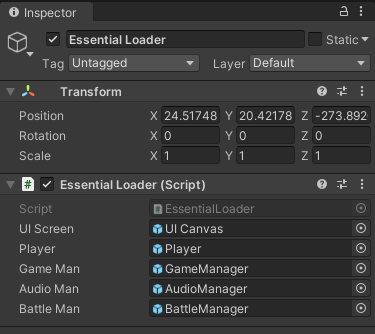 Inspector
Essential Loader Static
Tag Untagged Layer Default
Transform
Position X 24.51748 Y 20.42178 Z -273.892
Rotation X 0 Y 0 Z 0
Scale X 1 Y 1 Z 1
# Essential Loader (Script)
Script # EssentialLoader
UI Screen UI Canvas
Player Player
Game Man GameManager
Audio Man AudioManager
Battle Man BattleManager